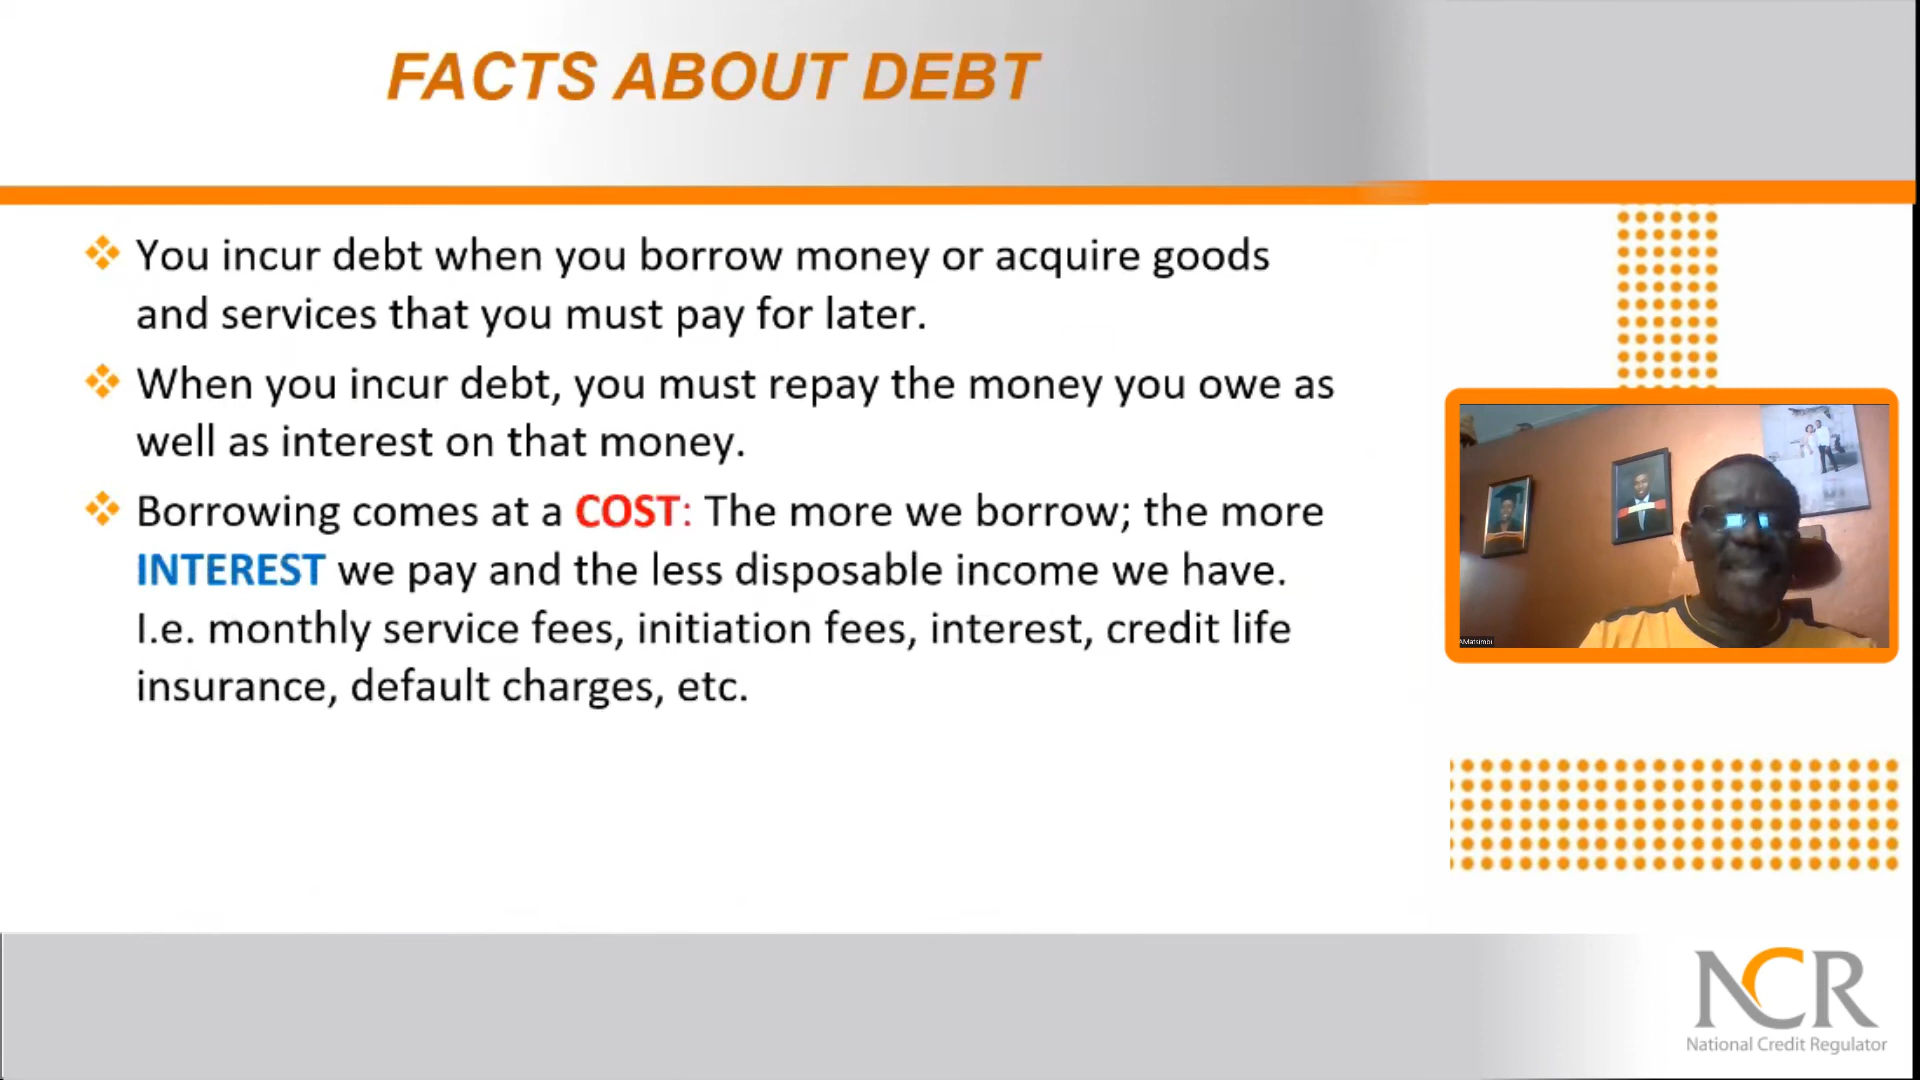 FACTS ABOUT DEBT
You incur debt when you borrow money or acquire goods
and services that you must pay for later.
When you incur debt, you must repay the money you owe as
well as interest on that money.
Borrowing comes at a COST: The more we borrow; the more
INTEREST we pay and the less disposable income we have.
I.e. monthly service fees, initiation fees, interest, credit life
insurance, default charges, etc.
AMatsimbi
NCR
National Credit Regulator